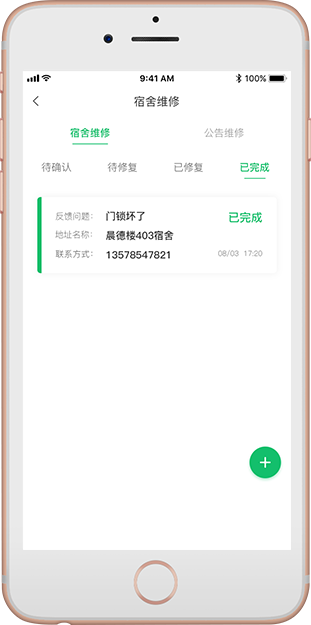 9:41 AM 100%
宿舍维修
宿舍维修 公告维修
待确认 待修复 已修复 已完成
反馈问题： 门锁坏了 已完成
地址名称： 晨德楼403宿舍
联系方式： 13578547821 08/03 17:20